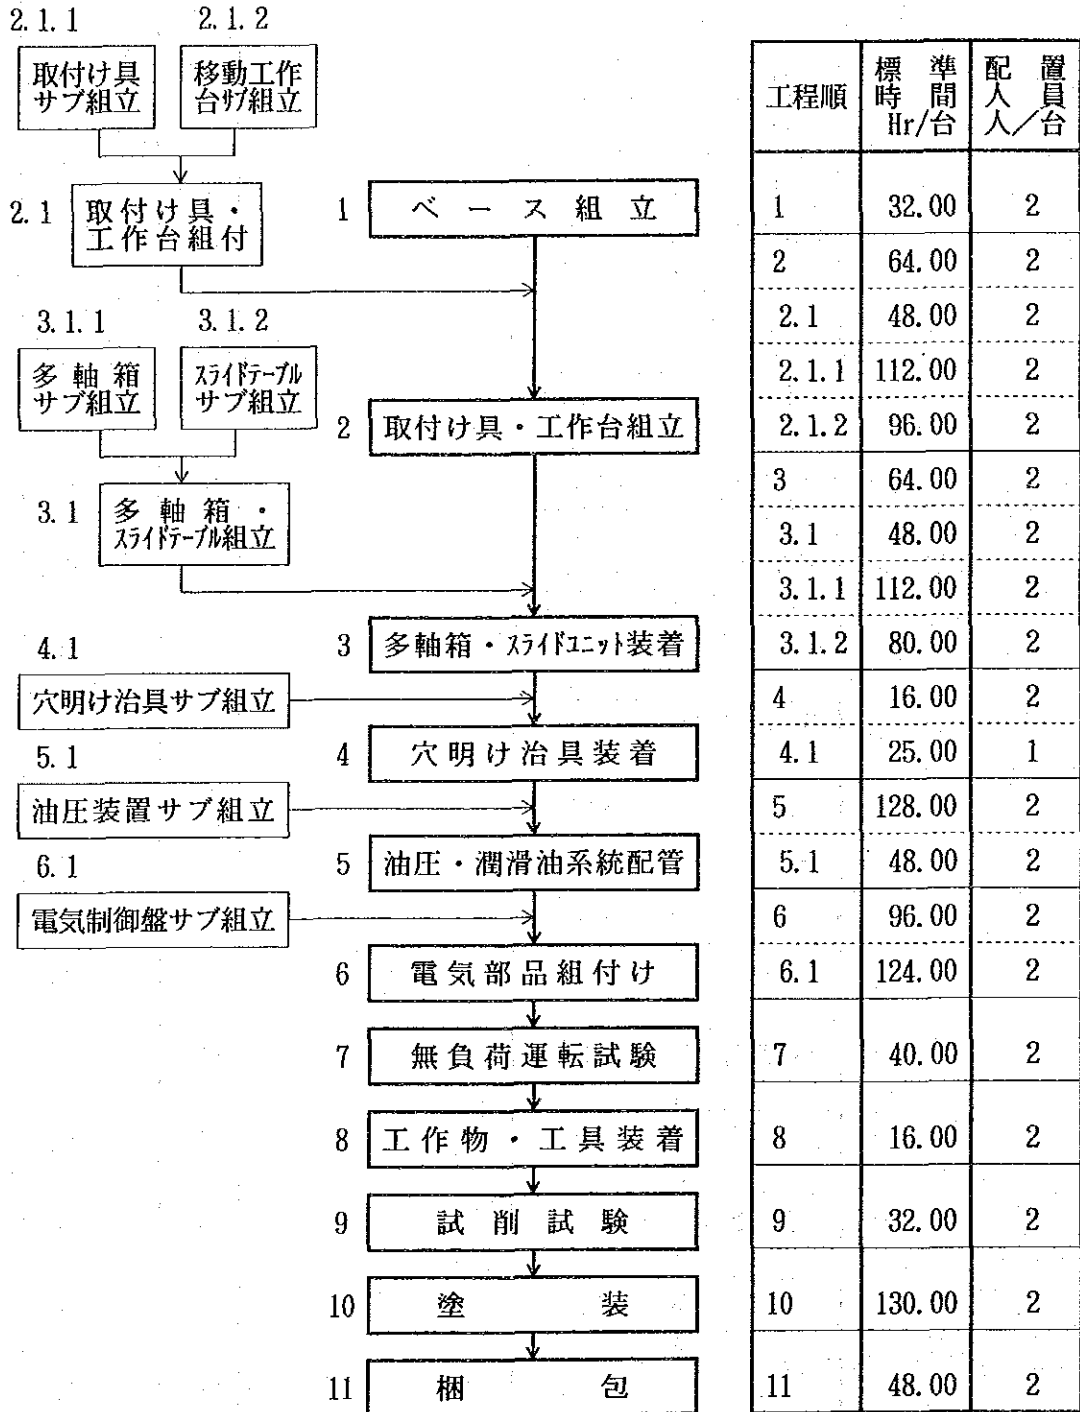 2.1.1
2.1.2
取付け具
サブ組立
移動工作
台サブ組立
2.1
取付け具・
工作台組付
1
ベース組立
3.1.1
3.1.2
多軸箱
サブ組立
スライドテーブル
サブ組立
2
取付け具・工作台組立
3.1
多軸箱・
スライドテーブル組立
3
多軸箱・スライドユニット装着
4.1
穴明け治具サブ組立
4
穴明け治具装着
5.1
油圧装置サブ組立
5
油圧・潤滑油系統配管
6.1
電気制御盤サブ組立
6
電気部品組付け
7
無負荷運転試験
8
工作物・工具装着
9
試削試験
10
塗装
11
梱包
工程順
標準
時間
Hr/台
配置
人員
人/台
1 32.00 2
2 64.00 2
2.1 48.00 2
2.1.1 112.00 2
2.1.2 96.00 2
3 64.00 2
3.1 48.00 2
3.1.1 112.00 2
3.1.2 80.00 2
4 16.00 2
4.1 25.00 1
5 128.00 2
5.1 48.00 2
6 96.00 2
6.1 124.00 2
7 40.00 2
8 16.00 2
9 32.00 2
10 130.00 2
11 48.00 2